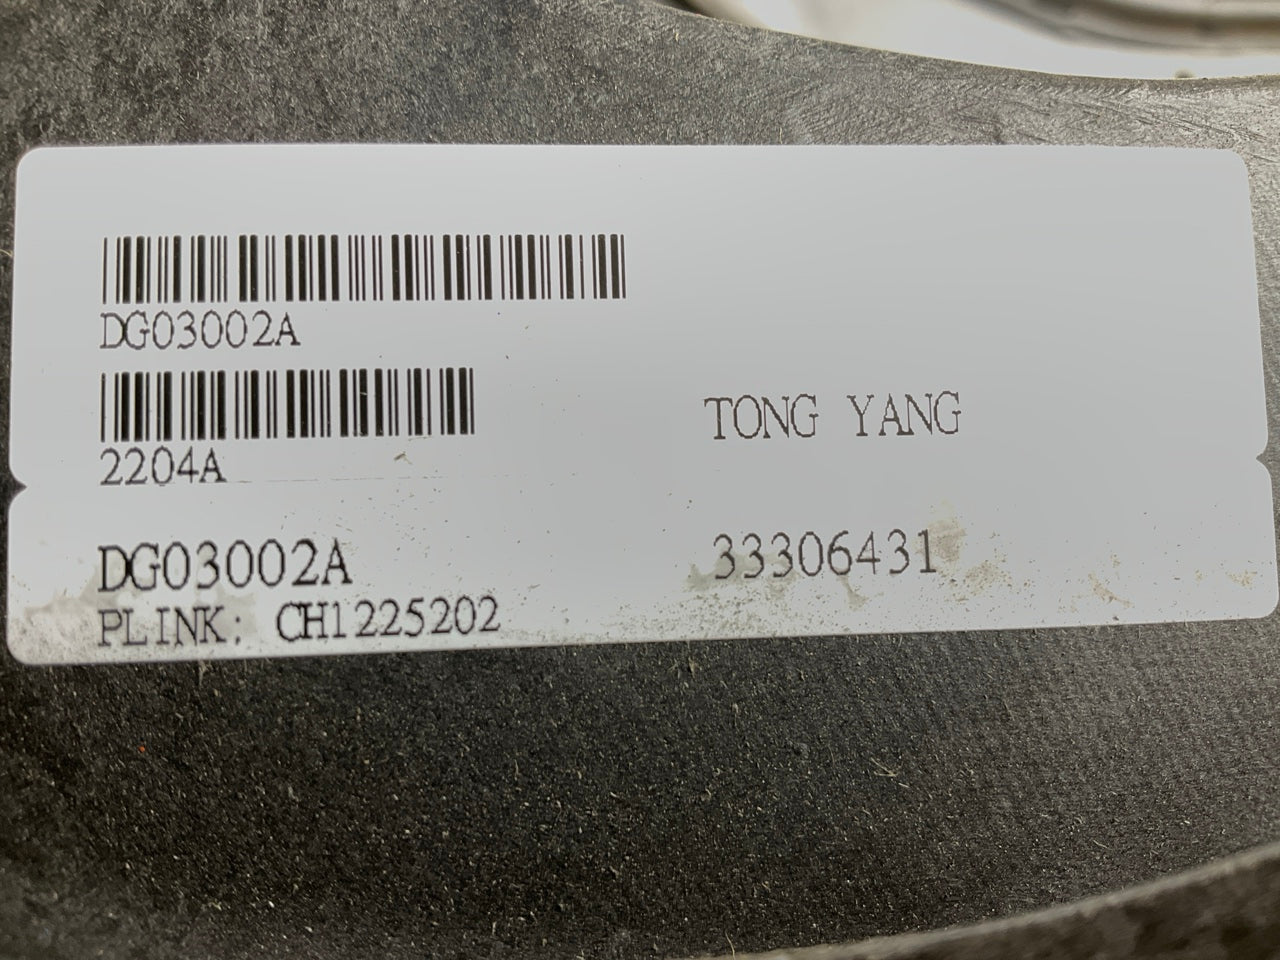 DG03002A
2204A
TONG YANG
DG03002A
33306431
PLINK: CH1225202